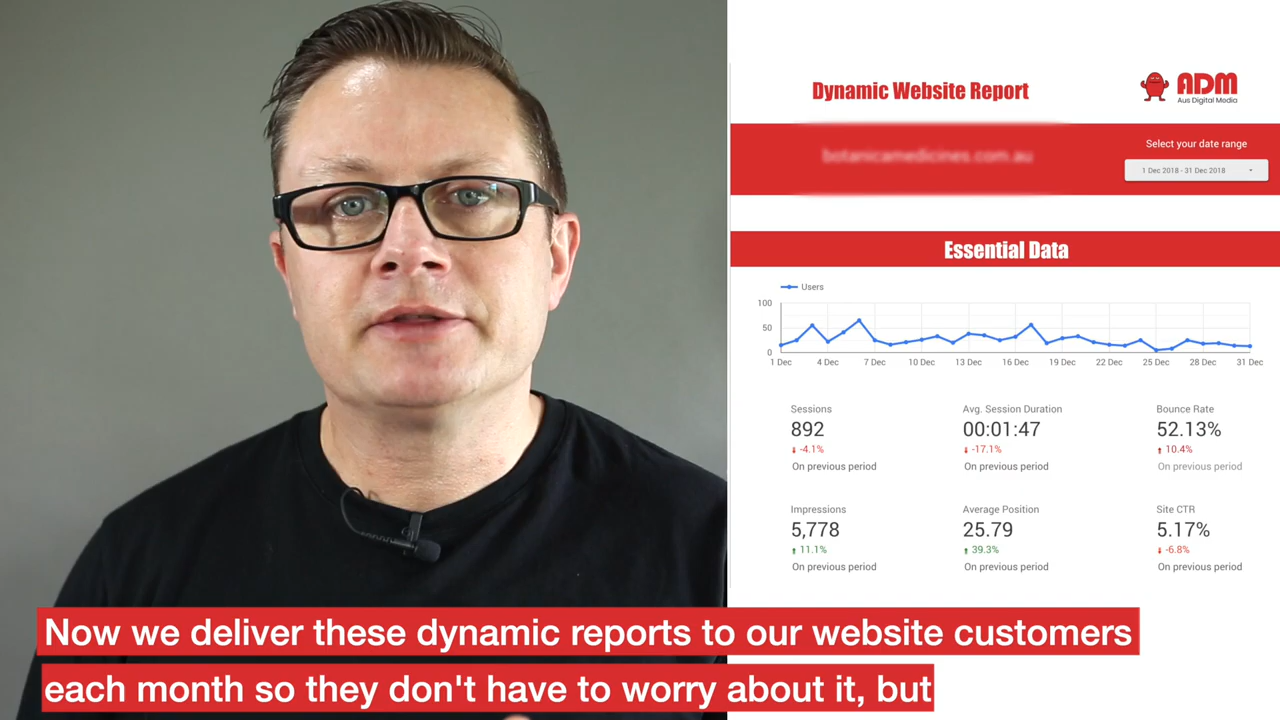 Dynamic Website Report
ADM
Aus Digital Media
botanicamedicines.com.au
Select your date range
1 Dec 2018 - 31 Dec 2018
Essential Data
Users
100
50
0
1 Dec 4 Dec 7 Dec 10 Dec 13 Dec 16 Dec 19 Dec 22 Dec 25 Dec 28 Dec 31 Dec
Sessions Avg. Session Duration Bounce Rate
892 00:01:47 52.13%
-4.1% -17.1% 10.4%
On previous period On previous period On previous period
Impressions Average Position Site CTR
5,778 25.79 5.17%
11.1% 39.3% -6.8%
On previous period On previous period On previous period
Now we deliver these dynamic reports to our website customers
each month so they don't have to worry about it, but